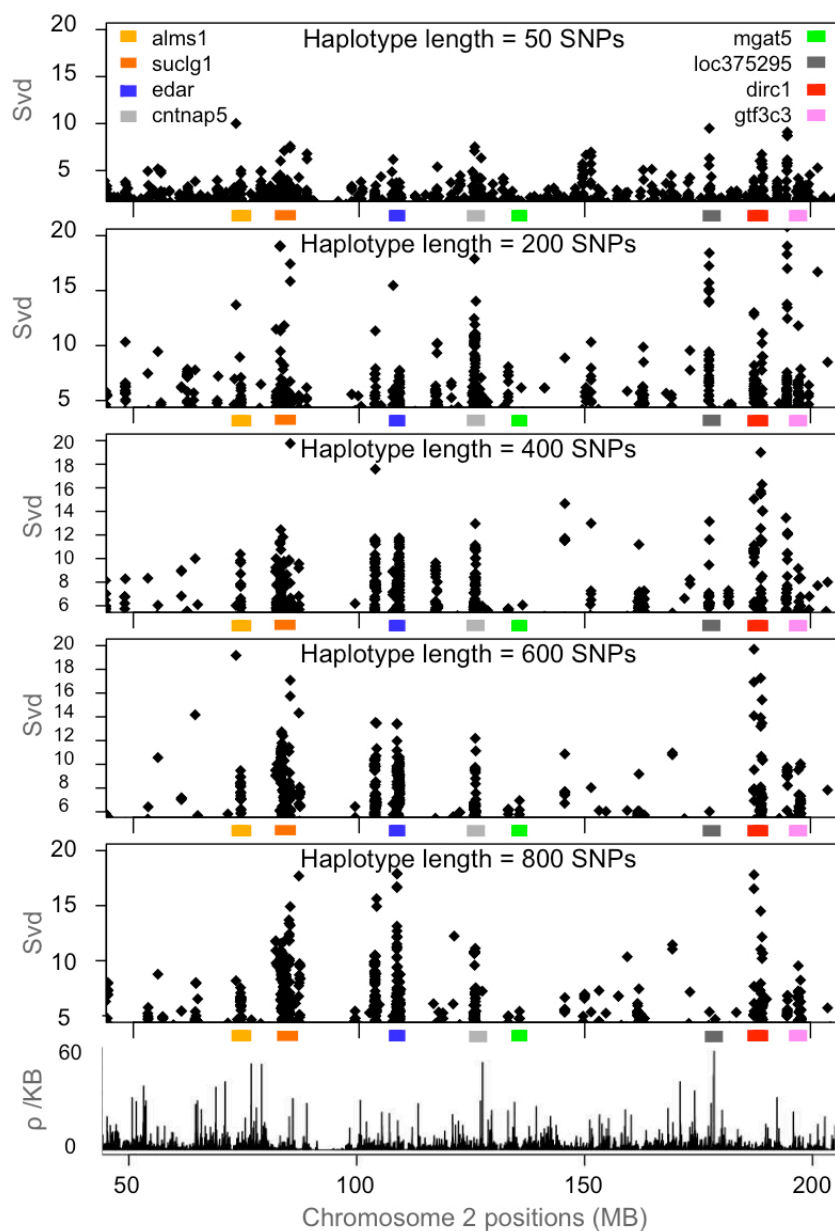 Haplotype length = 50 SNPs
alms1
suclg1
edar
cntnap5
mgat5
loc375295
dirc1
gtf3c3
Svd
20
15
10
5
Haplotype length = 200 SNPs
Svd
20
15
10
5
Haplotype length = 400 SNPs
Svd
20
18
16
14
12
10
8
6
Haplotype length = 600 SNPs
Svd
20
18
16
14
12
10
8
6
Haplotype length = 800 SNPs
Svd
20
15
10
5
ρ /KB
60
0
50 100 150 200
Chromosome 2 positions (MB)